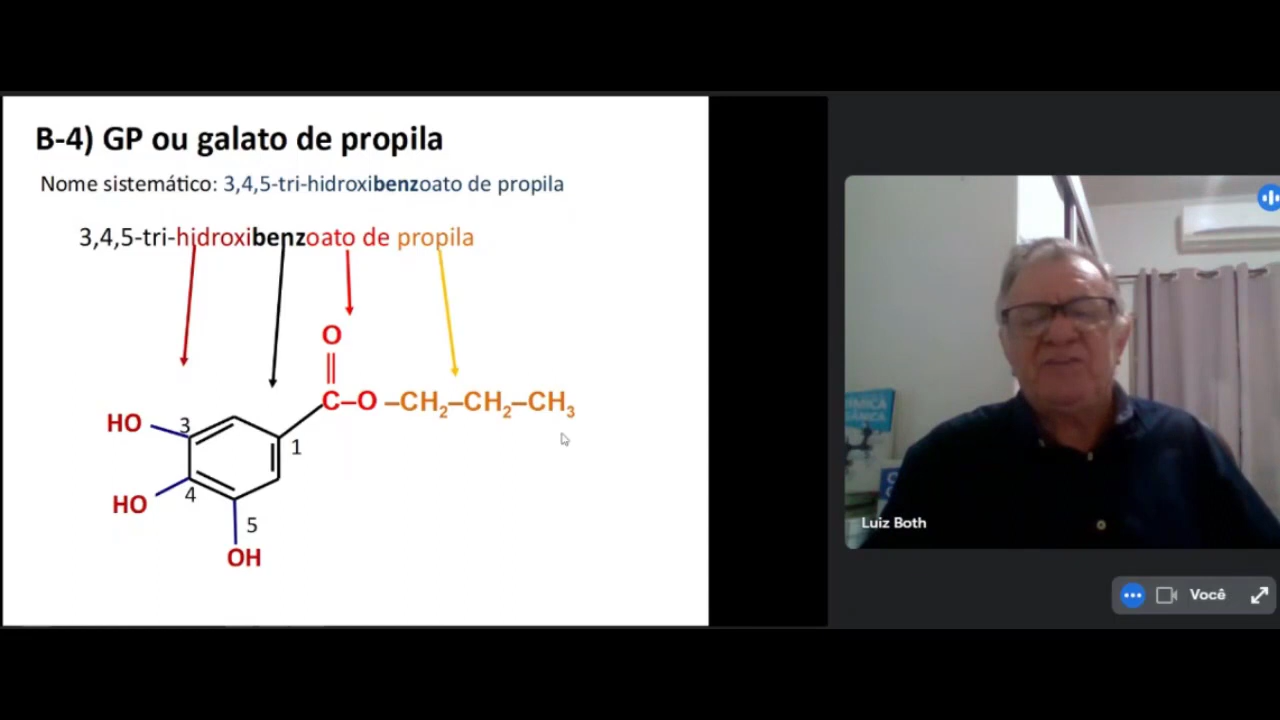 B-4) GP ou galato de propila
Nome sistemático: 3,4,5-tri-hidroxibenzoato de propila
3,4,5-tri-hidroxibenzoato de propila
O
C–O –CH2–CH2–CH3
HO
3
1
HO
4
5
OH
Luiz Both
Você